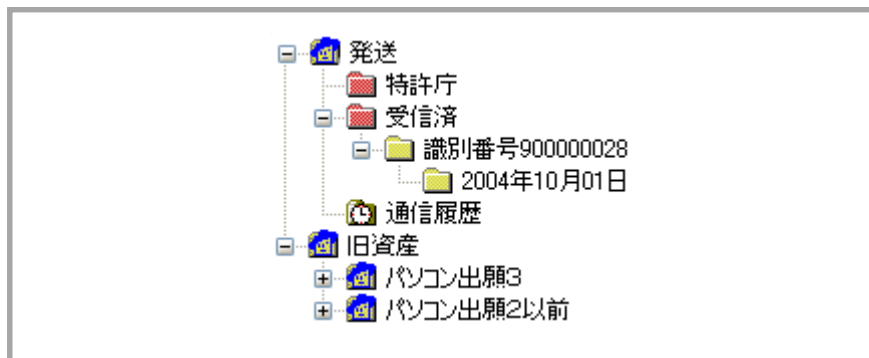 発送
特許庁
受信済
識別番号900000028
2004年10月01日
通信履歴
旧資産
パソコン出願3
パソコン出願2以前